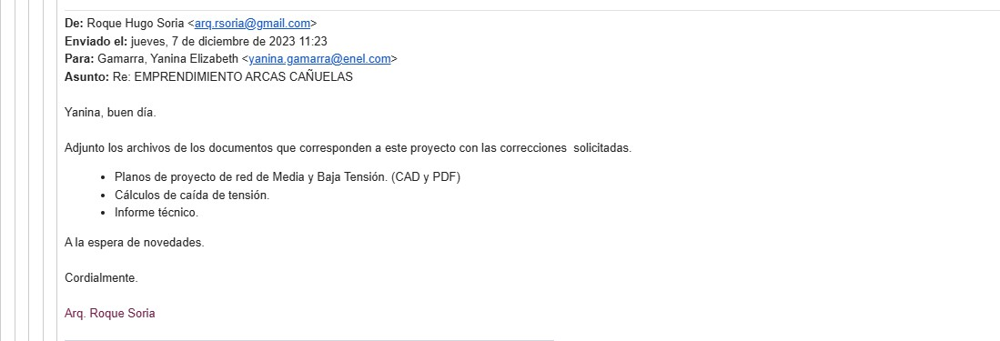 De: Roque Hugo Soria <arq.rsoria@gmail.com>
Enviado el: jueves, 7 de diciembre de 2023 11:23
Para: Gamarra, Yanina Elizabeth <yanina.gamarra@enel.com>
Asunto: Re: EMPRENDIMIENTO ARCAS CAÑUELAS
Yanina, buen día.
Adjunto los archivos de los documentos que corresponden a este proyecto con las correcciones  solicitadas.
• Planos de proyecto de red de Media y Baja Tensión. (CAD y PDF)
• Cálculos de caída de tensión.
• Informe técnico.
A la espera de novedades.
Cordialmente.
Arq. Roque Soria